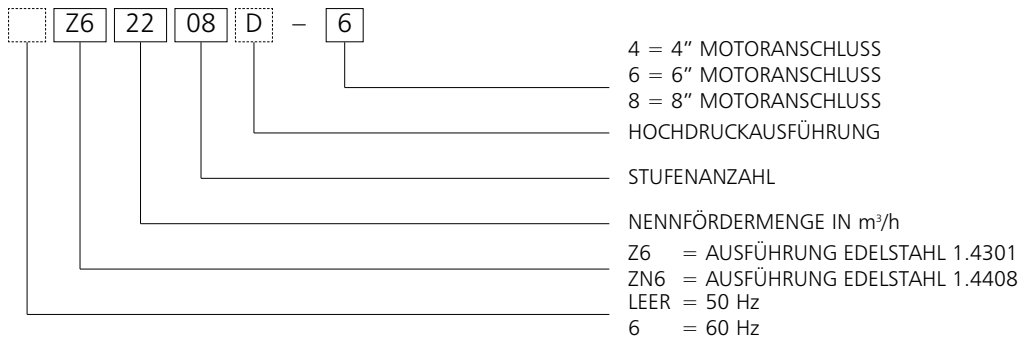 Z6 22 08 D – 6
4 = 4” MOTORANSCHLUSS
6 = 6” MOTORANSCHLUSS
8 = 8” MOTORANSCHLUSS
HOCHDRUCKAUSFÜHRUNG
STUFENANZAHL
NENNFÖRDERMENGE IN m³/h
Z6 = AUSFÜHRUNG EDELSTAHL 1.4301
ZN6 = AUSFÜHRUNG EDELSTAHL 1.4408
LEER = 50 Hz
6 = 60 Hz